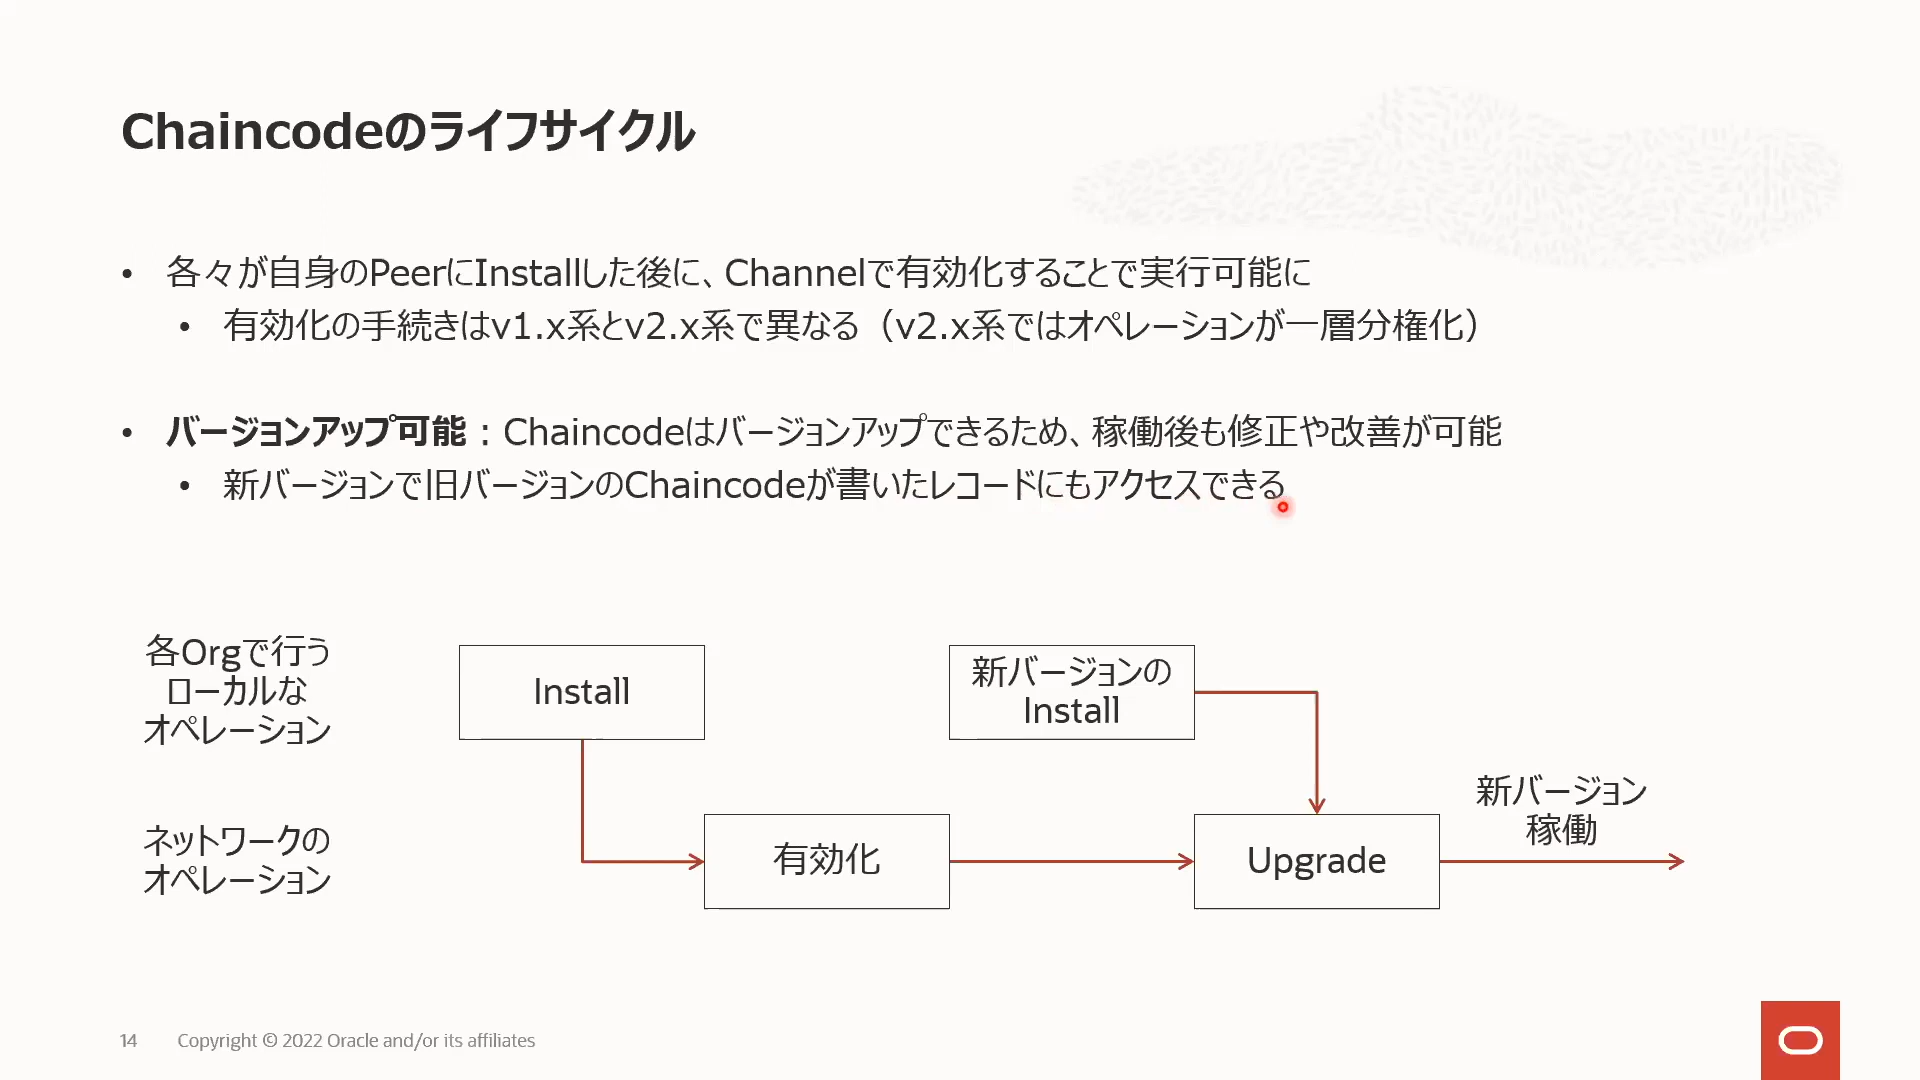 Chaincodeのライフサイクル
• 各々が自身のPeerにInstallした後に、Channelで有効化することで実行可能に
• 有効化の手続きはv1.x系とv2.x系で異なる（v2.x系ではオペレーションが一層分権化）
• バージョンアップ可能：Chaincodeはバージョンアップできるため、稼働後も修正や改善が可能
• 新バージョンで旧バージョンのChaincodeが書いたレコードにもアクセスできる
各Orgで行う
ローカルな
オペレーション
Install
新バージョンの
Install
ネットワークの
オペレーション
有効化
Upgrade
新バージョン
稼働
14 Copyright © 2022 Oracle and/or its affiliates